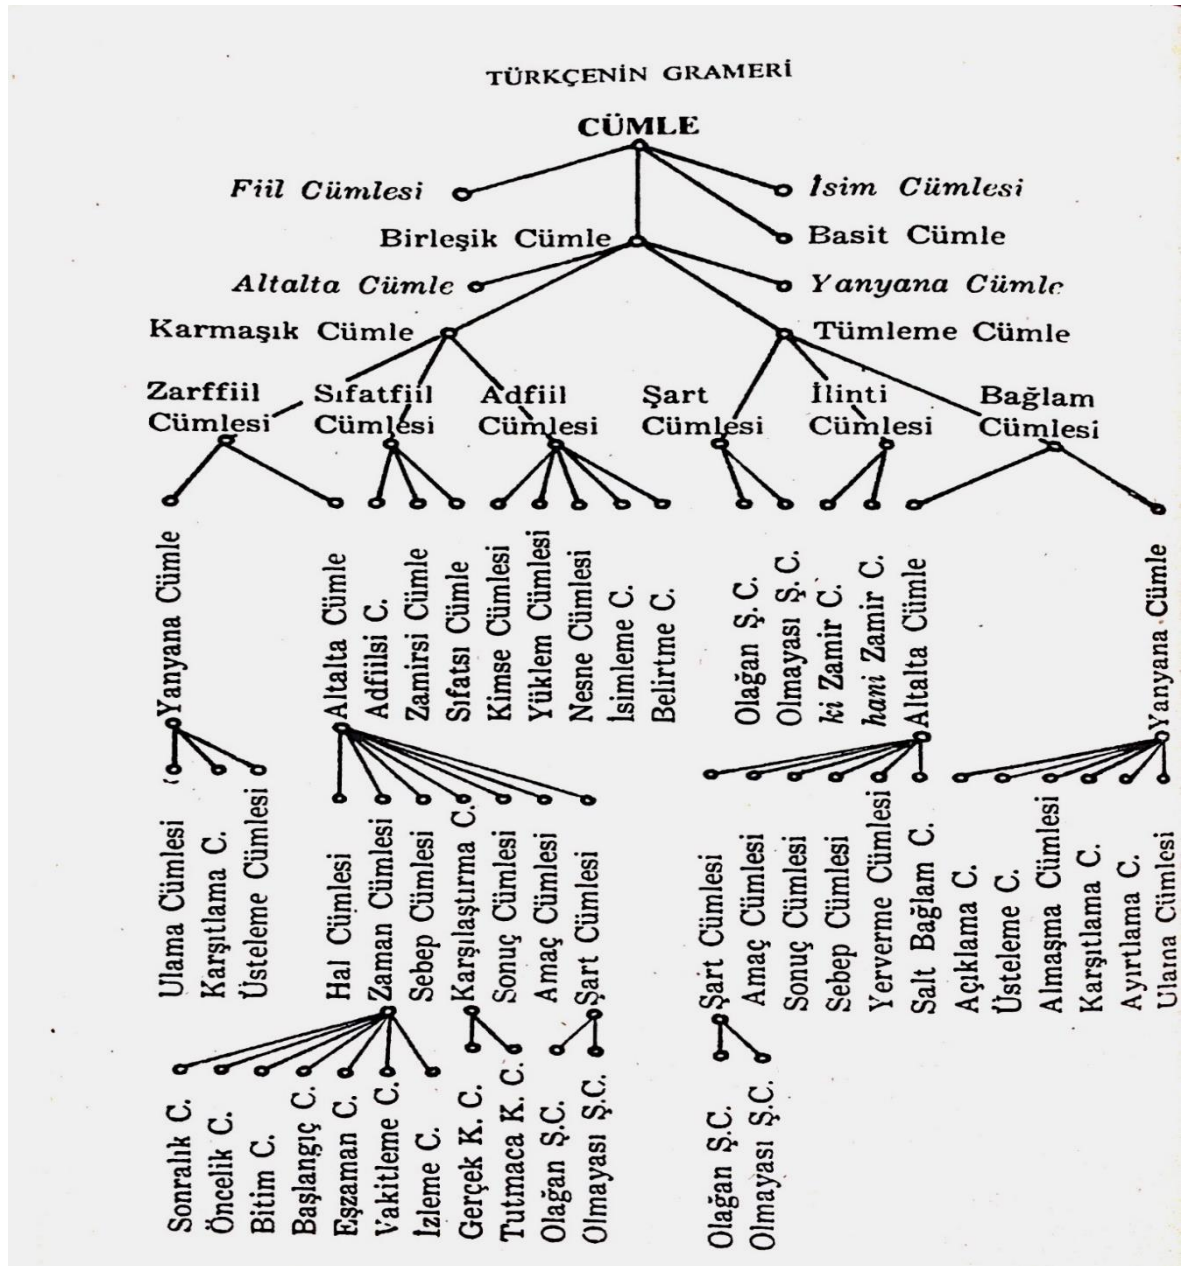 TÜRKÇENİN GRAMERİ
CÜMLE
Fiil Cümlesi
İsim Cümlesi
Birleşik Cümle
Basit Cümle
Altalta Cümle
Yanyana Cümle
Karmaşık Cümle
Tümleme Cümle
Zarffiil
Cümlesi
Sıfatfiil
Cümlesi
Adfiil
Cümlesi
Şart
Cümlesi
İlinti
Cümlesi
Bağlam
Cümlesi
Yanyana Cümle
Altalta Cümle
Adfiilsi C.
Zamirsi Cümle
Sıfatsı Cümle
Kimse Cümlesi
Yüklem Cümlesi
Nesne Cümlesi
İsimleme C.
Belirtme C.
Olağan Ş. C.
Olmayası Ş. C.
ki Zamir C.
hani Zamir C.
Altalta Cümle
Yanyana Cümle
Ulama Cümlesi
Karşıtlama C.
Üsteleme Cümlesi
Hal Cümlesi
Zaman Cümlesi
Sebep Cümlesi
Karşılaştırma C.
Sonuç Cümlesi
Amaç Cümlesi
Şart Cümlesi
Şart Cümlesi
Amaç Cümlesi
Sonuç Cümlesi
Sebep Cümlesi
Yerverme Cümlesi
Salt Bağlam C.
Açıklama C.
Üsteleme C.
Almaşma Cümlesi
Karşıtlama C.
Ayırtlama C.
Ulama Cümlesi
Sonralık C.
Öncelik C.
Bitim C.
Başlangıç C.
Eşzaman C.
Vakitleme C.
İzleme C.
Gerçek K. C.
Tutmaca K. C.
Olağan Ş.C.
Olmayası Ş.C.
Olağan Ş.C.
Olmayası Ş.C.